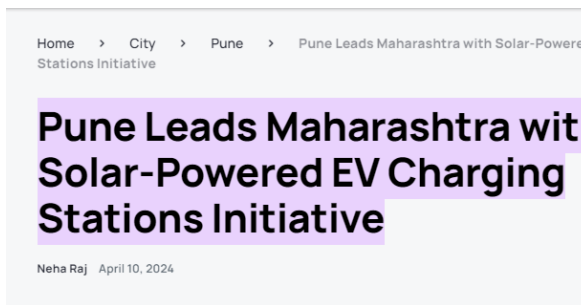 Home > City > Pune > Pune Leads Maharashtra with Solar-Powere
Stations Initiative
Pune Leads Maharashtra wit
Solar-Powered EV Charging
Stations Initiative
Neha Raj April 10, 2024